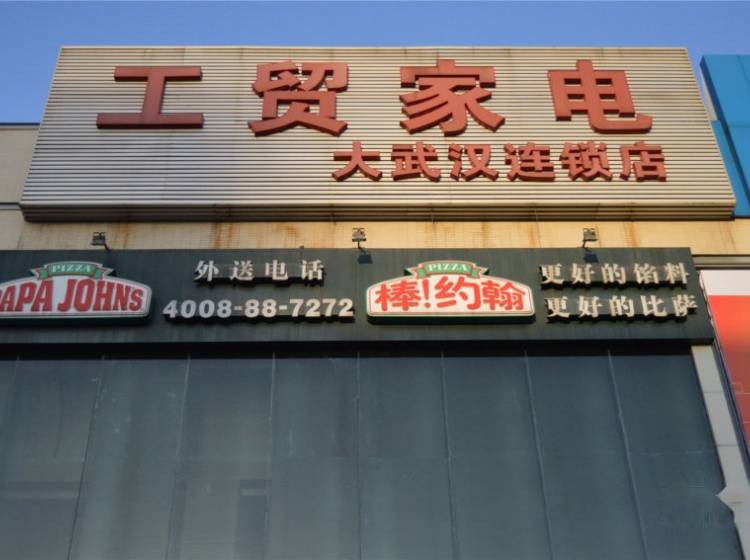 工贸家电
大武汉连锁店
PIZZA
APA JOHN'S
外送电话
4008-88-7272
PIZZA
棒!约翰
更好的馅料
更好的比萨